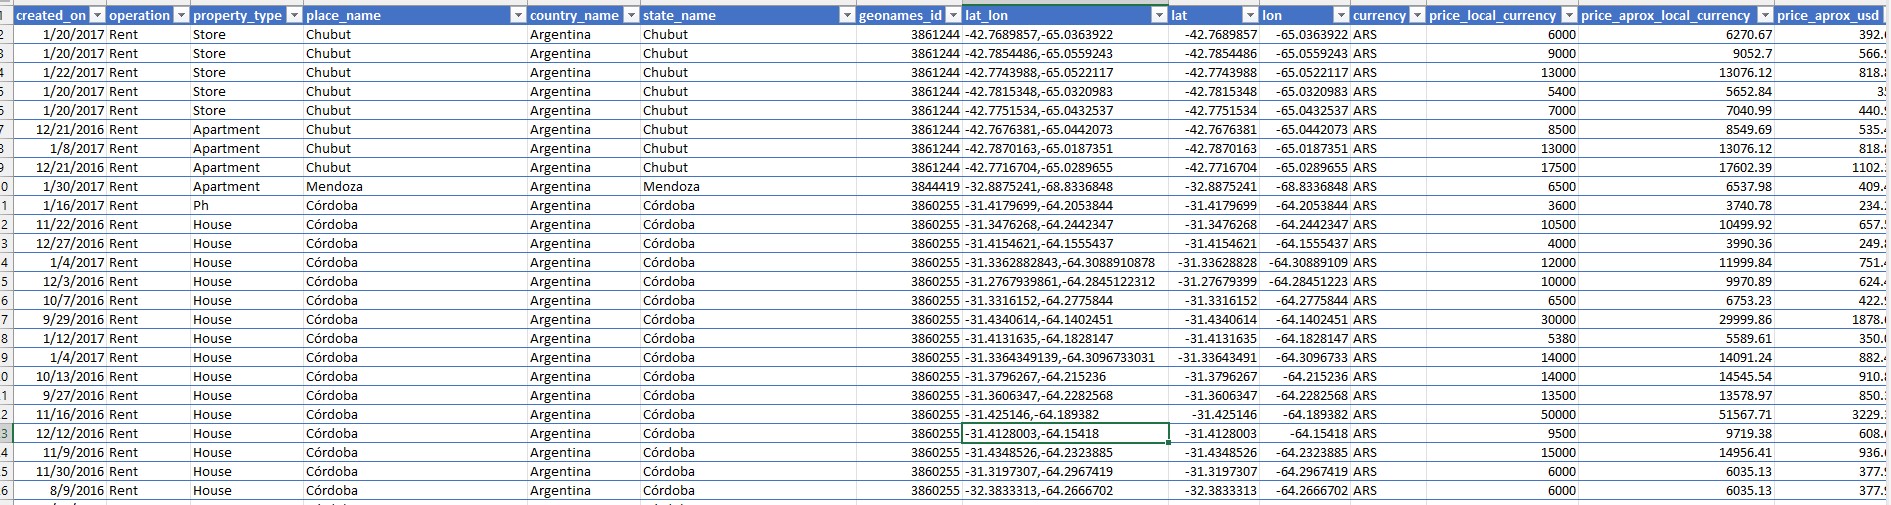 created_on operation property_type place_name country_name state_name geonames_id lat_lon lat lon currency price_local_currency price_aprox_local_currency price_aprox_usd
2 1/20/2017 Rent Store Chubut Argentina Chubut 3861244 -42.7689857,-65.0363922 -42.7689857 -65.0363922 ARS 6000 6270.67
3 1/20/2017 Rent Store Chubut Argentina Chubut 3861244 -42.7854486,-65.0559243 -42.7854486 -65.0559243 ARS 9000 9052.7
4 1/22/2017 Rent Store Chubut Argentina Chubut 3861244 -42.7743988,-65.0522117 -42.7743988 -65.0522117 ARS 13000 13076.12
5 1/20/2017 Rent Store Chubut Argentina Chubut 3861244 -42.7815348,-65.0320983 -42.7815348 -65.0320983 ARS 5400 5652.84
6 1/20/2017 Rent Store Chubut Argentina Chubut 3861244 -42.7751534,-65.0432537 -42.7751534 -65.0432537 ARS 7000 7040.99
7 12/21/2016 Rent Apartment Chubut Argentina Chubut 3861244 -42.7676381,-65.0442073 -42.7676381 -65.0442073 ARS 8500 8549.69
8 1/8/2017 Rent Apartment Chubut Argentina Chubut 3861244 -42.7870163,-65.0187351 -42.7870163 -65.0187351 ARS 13000 13076.12
9 12/21/2016 Rent Apartment Chubut Argentina Chubut 3861244 -42.7716704,-65.0289655 -42.7716704 -65.0289655 ARS 17500 17602.39
0 1/30/2017 Rent Apartment Mendoza Argentina Mendoza 3844419 -32.8875241,-68.8336848 -32.8875241 -68.8336848 ARS 6500 6537.98
1 1/16/2017 Rent Ph Córdoba Argentina Córdoba 3860255 -31.4179699,-64.2053844 -31.4179699 -64.2053844 ARS 3600 3740.78
2 11/22/2016 Rent House Córdoba Argentina Córdoba 3860255 -31.3476268,-64.2442347 -31.3476268 -64.2442347 ARS 10500 10499.92
3 12/27/2016 Rent House Córdoba Argentina Córdoba 3860255 -31.4154621,-64.1555437 -31.4154621 -64.1555437 ARS 4000 3990.36
4 1/4/2017 Rent House Córdoba Argentina Córdoba 3860255 -31.3362882843,-64.3088910878 -31.33628828 -64.30889109 ARS 12000 11999.84
5 12/3/2016 Rent House Córdoba Argentina Córdoba 3860255 -31.2767939861,-64.2845122312 -31.27679399 -64.28451223 ARS 10000 9970.89
6 10/7/2016 Rent House Córdoba Argentina Córdoba 3860255 -31.3316152,-64.2775844 -31.3316152 -64.2775844 ARS 6500 6753.23
7 9/29/2016 Rent House Córdoba Argentina Córdoba 3860255 -31.4340614,-64.1402451 -31.4340614 -64.1402451 ARS 30000 29999.86
8 1/12/2017 Rent House Córdoba Argentina Córdoba 3860255 -31.4131635,-64.1828147 -31.4131635 -64.1828147 ARS 5380 5589.61
9 1/4/2017 Rent House Córdoba Argentina Córdoba 3860255 -31.3364349139,-64.3096733031 -31.33643491 -64.3096733 ARS 14000 14091.24
0 10/13/2016 Rent House Córdoba Argentina Córdoba 3860255 -31.3796267,-64.215236 -31.3796267 -64.215236 ARS 14000 14545.54
1 9/27/2016 Rent House Córdoba Argentina Córdoba 3860255 -31.3606347,-64.2282568 -31.3606347 -64.2282568 ARS 13500 13578.97
2 11/16/2016 Rent House Córdoba Argentina Córdoba 3860255 -31.425146,-64.189382 -31.425146 -64.189382 ARS 50000 51567.71
3 12/12/2016 Rent House Córdoba Argentina Córdoba 3860255 -31.4128003,-64.15418 -31.4128003 -64.15418 ARS 9500 9719.38
4 11/9/2016 Rent House Córdoba Argentina Córdoba 3860255 -31.4348526,-64.2323885 -31.4348526 -64.2323885 ARS 15000 14956.41
5 11/30/2016 Rent House Córdoba Argentina Córdoba 3860255 -31.3197307,-64.2967419 -31.3197307 -64.2967419 ARS 6000 6035.13
6 8/9/2016 Rent House Córdoba Argentina Córdoba 3860255 -32.3833313,-64.2666702 -32.3833313 -64.2666702 ARS 6000 6035.13